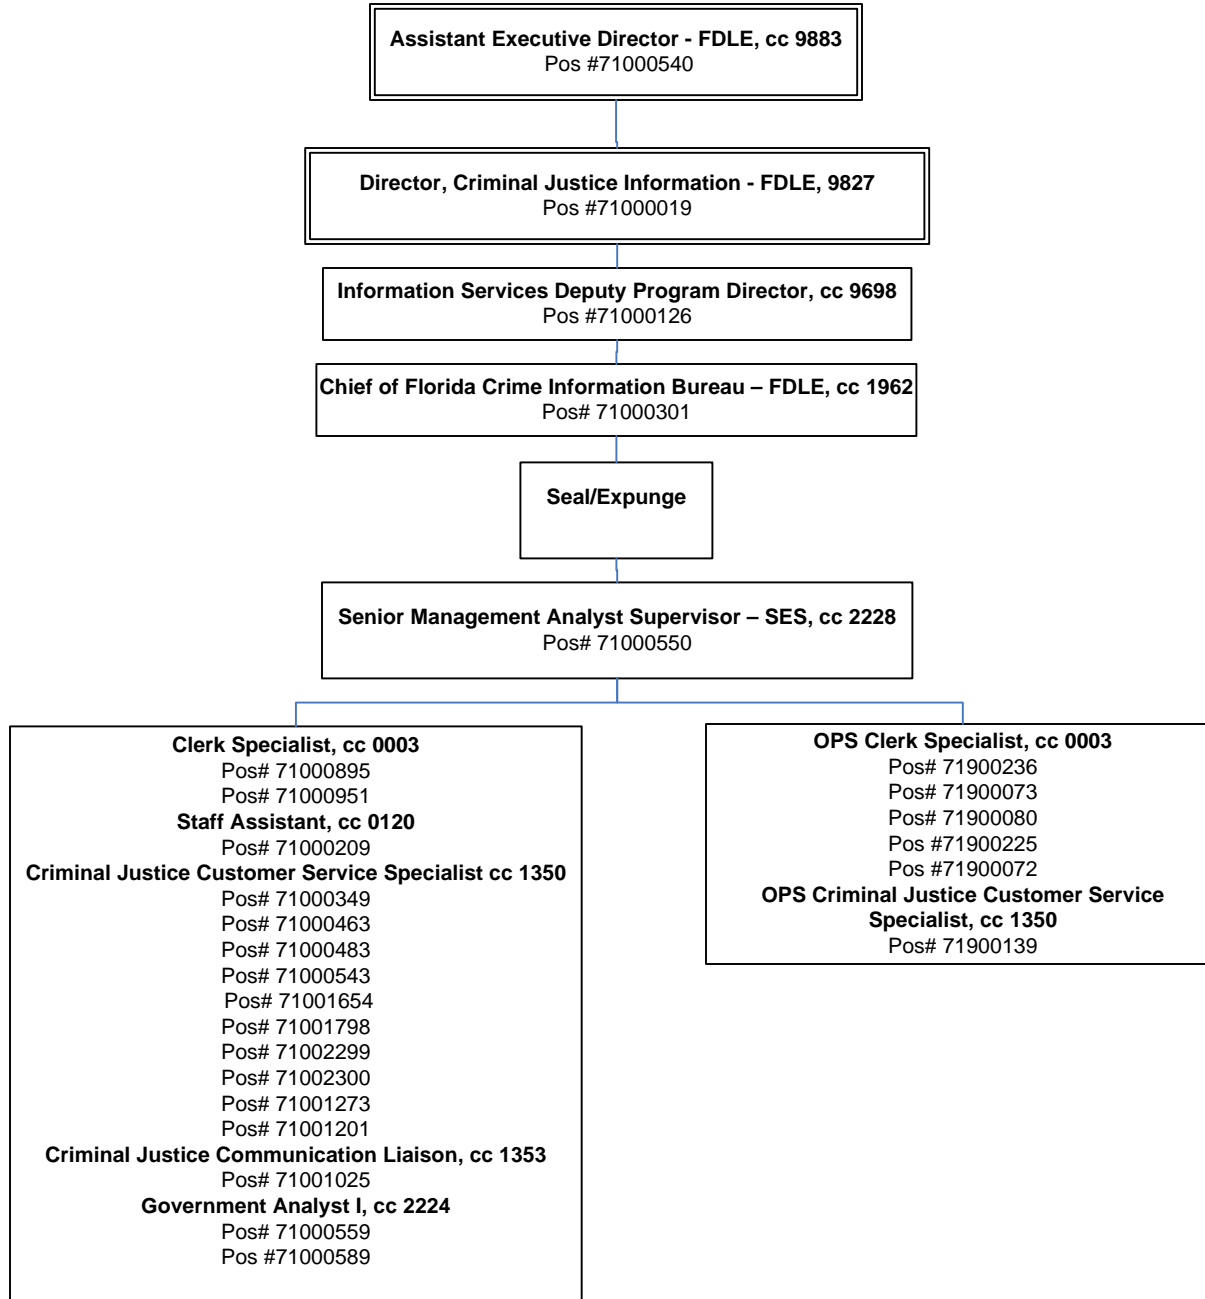 Assistant Executive Director - FDLE, cc 9883
Pos #71000540
Director, Criminal Justice Information - FDLE, 9827
Pos #71000019
Information Services Deputy Program Director, cc 9698
Pos #71000126
Chief of Florida Crime Information Bureau – FDLE, cc 1962
Pos# 71000301
Seal/Expunge
Senior Management Analyst Supervisor – SES, cc 2228
Pos# 71000550
Clerk Specialist, cc 0003
Pos# 71000895
Pos# 71000951
Staff Assistant, cc 0120
Pos# 71000209
Criminal Justice Customer Service Specialist cc 1350
Pos# 71000349
Pos# 71000463
Pos# 71000483
Pos# 71000543
Pos# 71001654
Pos# 71001798
Pos# 71002299
Pos# 71002300
Pos# 71001273
Pos# 71001201
Criminal Justice Communication Liaison, cc 1353
Pos# 71001025
Government Analyst I, cc 2224
Pos# 71000559
Pos #71000589
OPS Clerk Specialist, cc 0003
Pos# 71900236
Pos# 71900073
Pos# 71900080
Pos #71900225
Pos #71900072
OPS Criminal Justice Customer Service
Specialist, cc 1350
Pos# 71900139